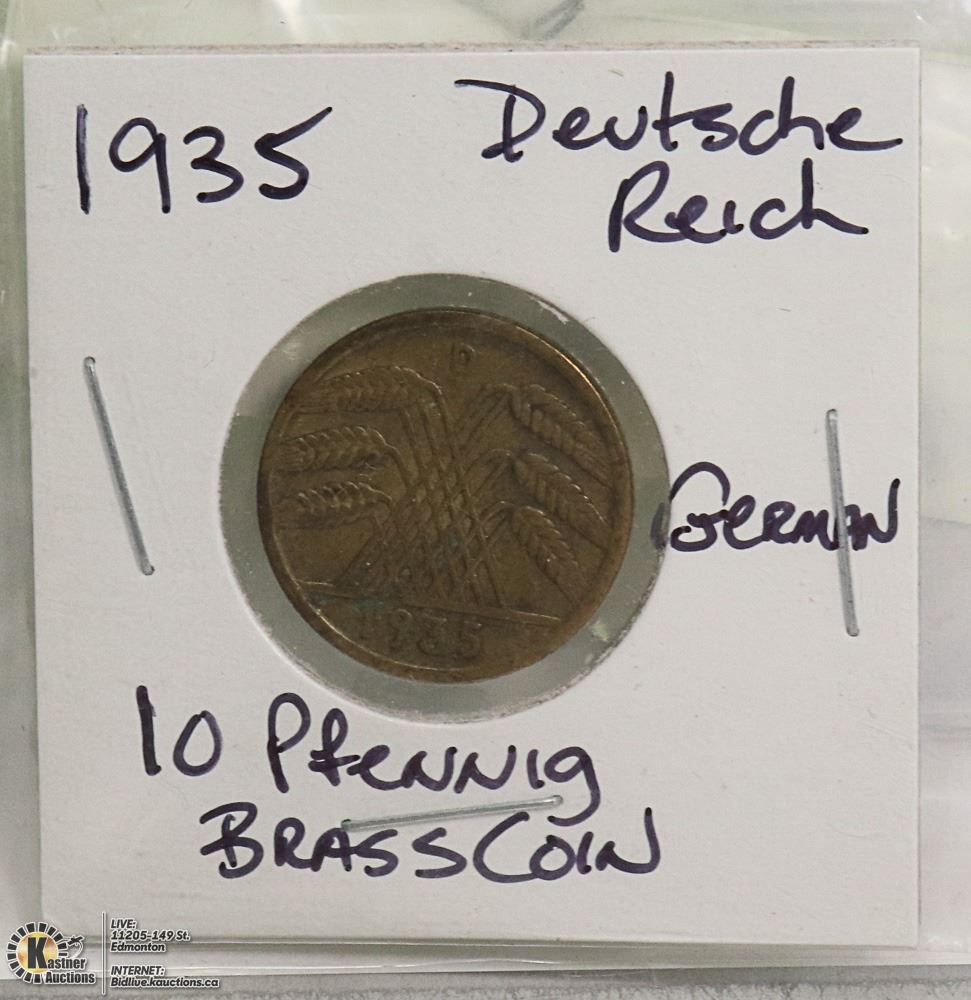 1935
Deutsche
Reich
D
German
1935
10 Pfennig
Brass Coin
Kastner
Auctions
LIVE:
11205-149 St.
Edmonton
INTERNET:
Bidlive.kauctions.ca